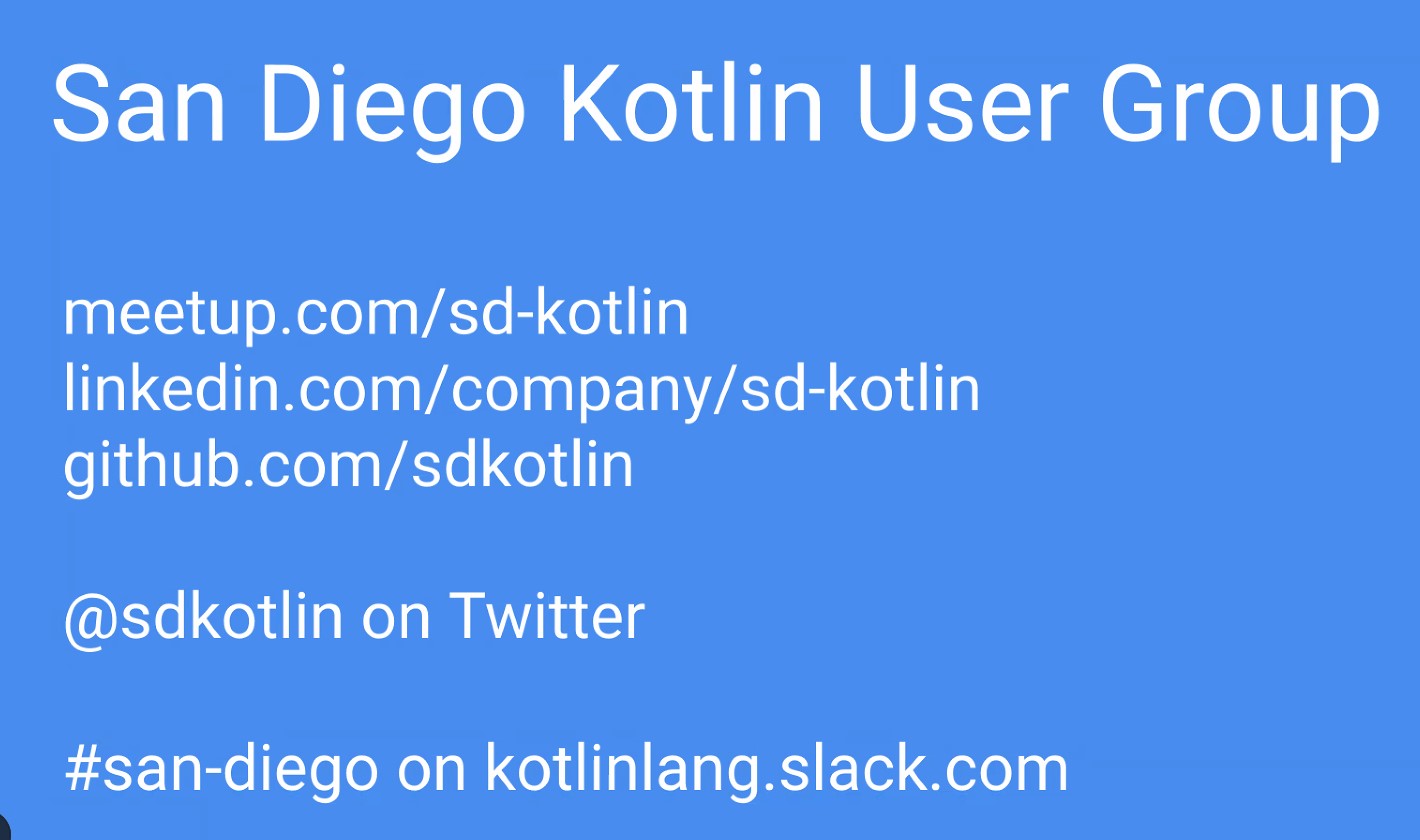 San Diego Kotlin User Group
meetup.com/sd-kotlin
linkedin.com/company/sd-kotlin
github.com/sdkotlin
@sdkotlin on Twitter
#san-diego on kotlinlang.slack.com